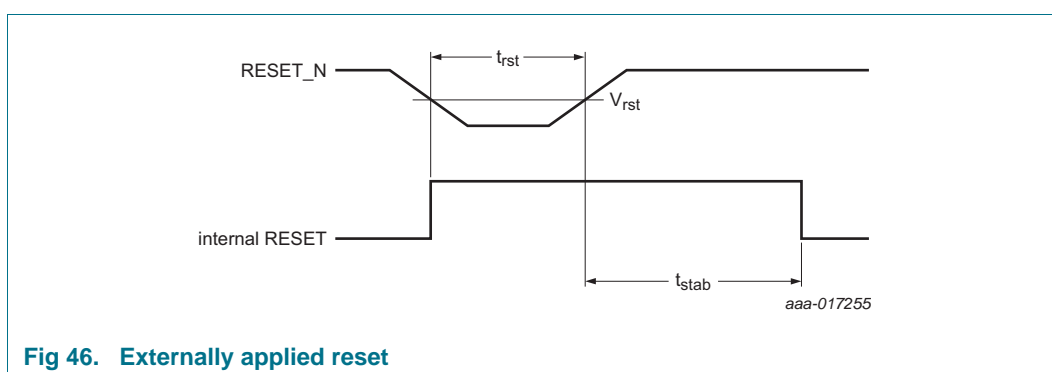 t_rst
RESET_N
V_rst
internal RESET
t_stab
aaa-017255
Fig 46. Externally applied reset